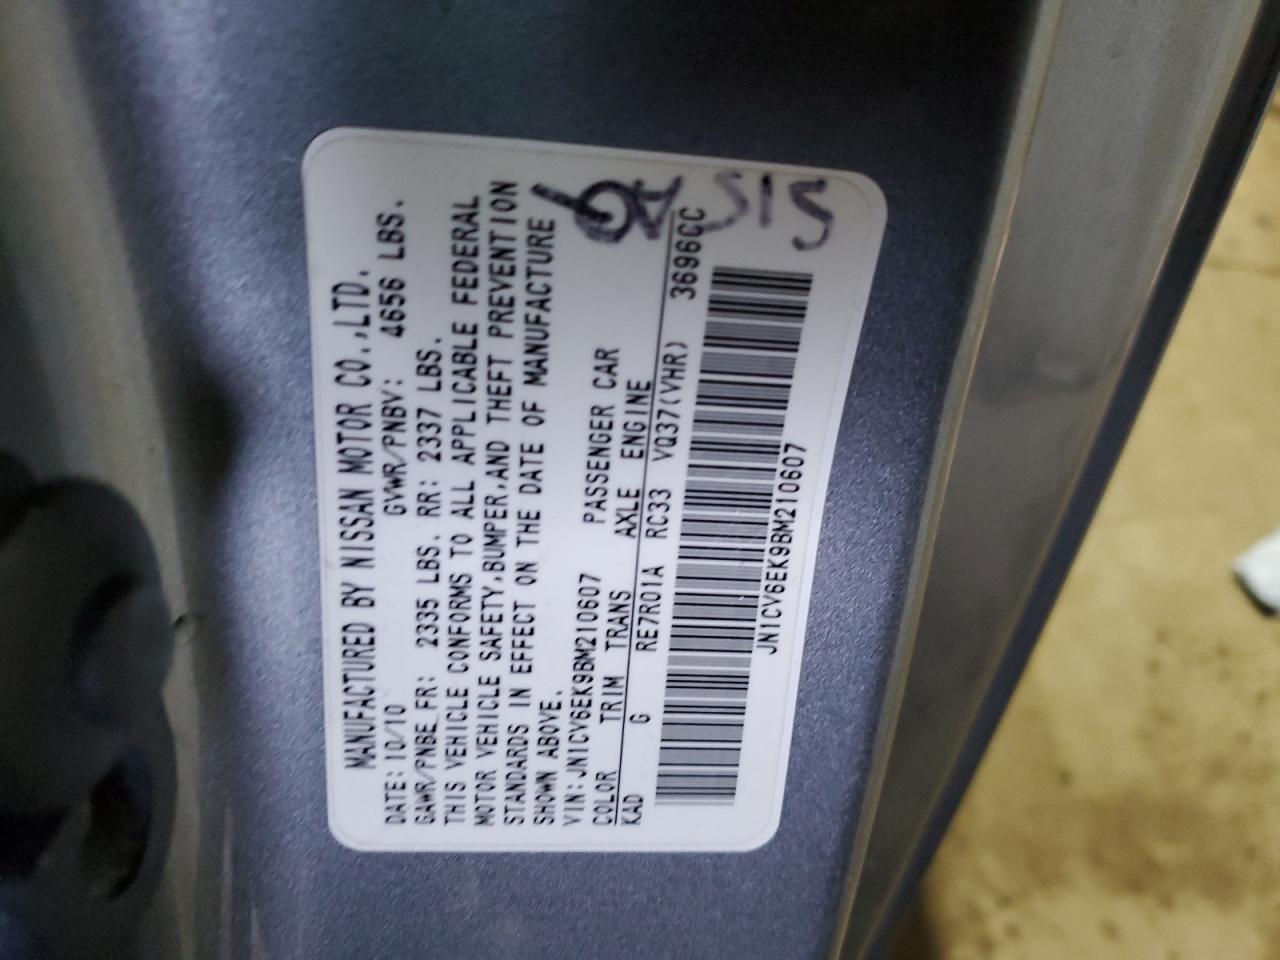 MANUFACTURED BY NISSAN MOTOR CO.,LTD.
DATE: 10/10 GVWR/PNBV: 4656 LBS.
GAWR/PNBE FR: 2335 LBS. RR: 2337 LBS.
THIS VEHICLE CONFORMS TO ALL APPLICABLE FEDERAL
MOTOR VEHICLE SAFETY,BUMPER,AND THEFT PREVENTION
STANDARDS IN EFFECT ON THE DATE OF MANUFACTURE
SHOWN ABOVE.
VIN: JN1CV6EK9BM210607 PASSENGER CAR
COLOR TRIM TRANS AXLE ENGINE
KAD G RE7R01A RC33 VQ37(VHR) 3696CC
JN1CV6EK9BM210607